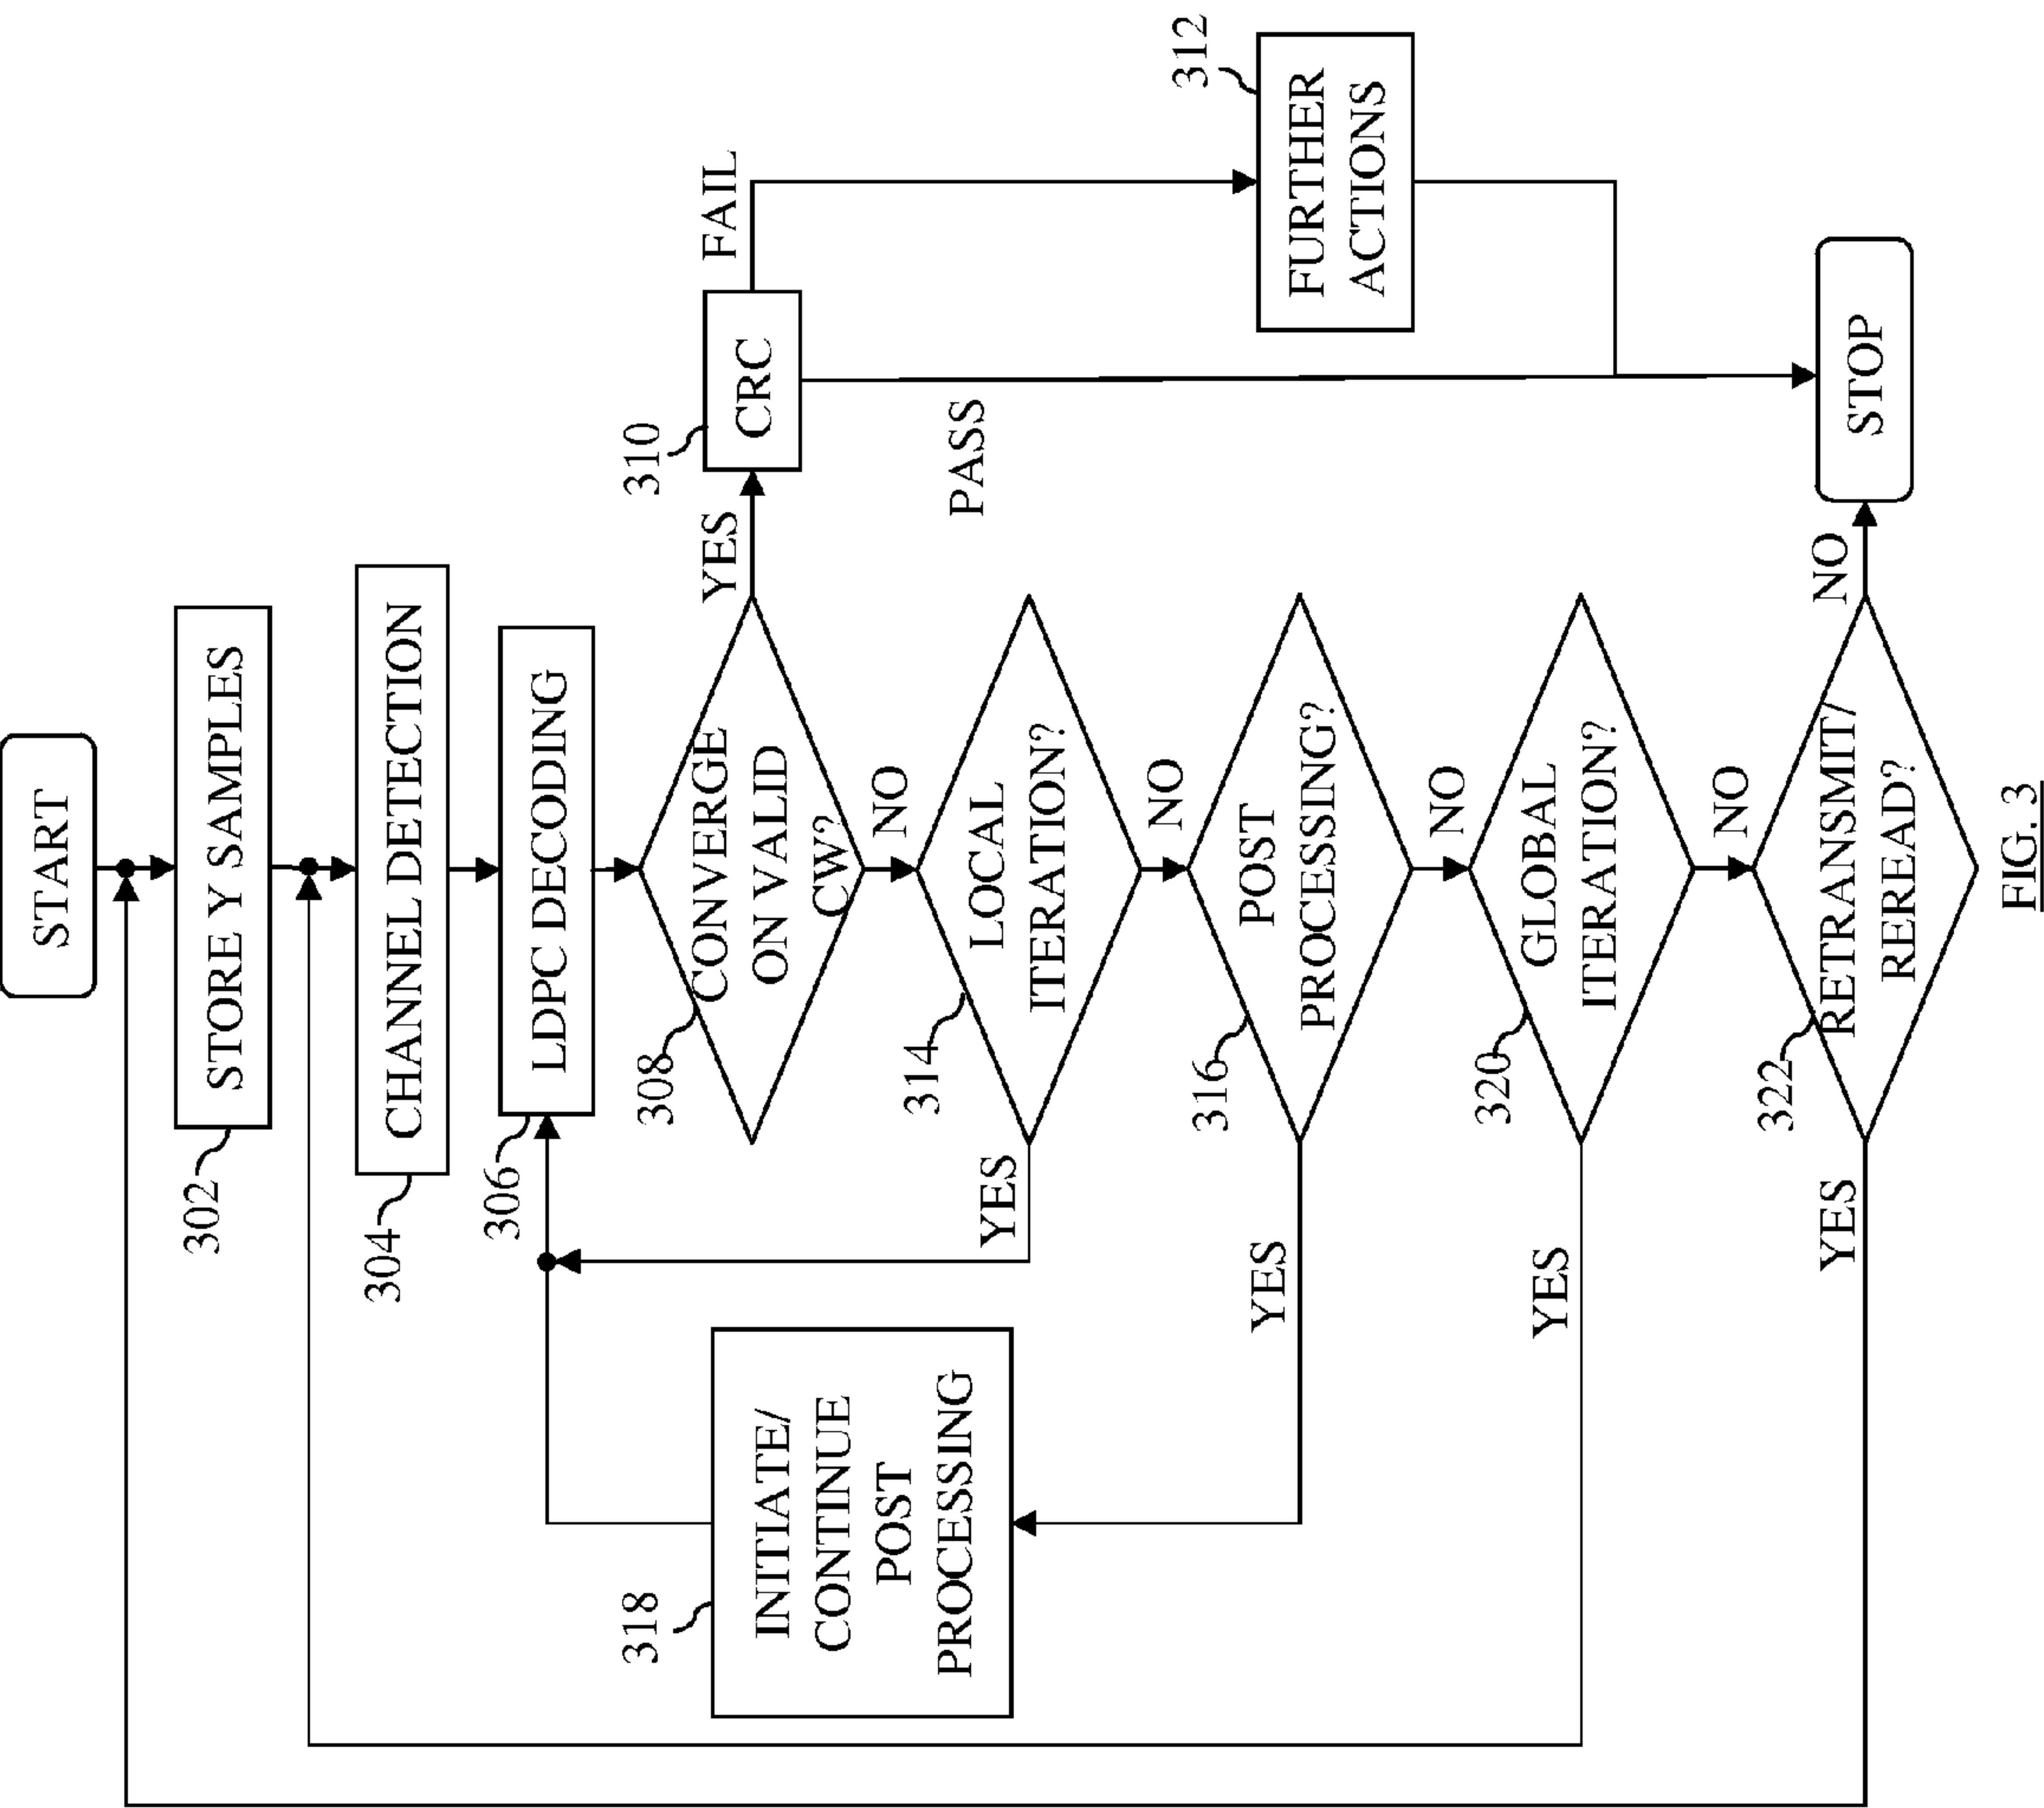 START
302
STORE Y SAMPLES
304
CHANNEL DETECTION
306
LDPC DECODING
308
CONVERGE
ON VALID
CW?
YES
310
CRC
FAIL
PASS
312
FURTHER
ACTIONS
NO
314
LOCAL
ITERATION?
YES
NO
316
POST
PROCESSING?
YES
318
INITIATE/
CONTINUE
POST
PROCESSING
NO
320
GLOBAL
ITERATION?
YES
NO
322
RETRANSMIT/
REREAD?
YES
NO
STOP
FIG. 3